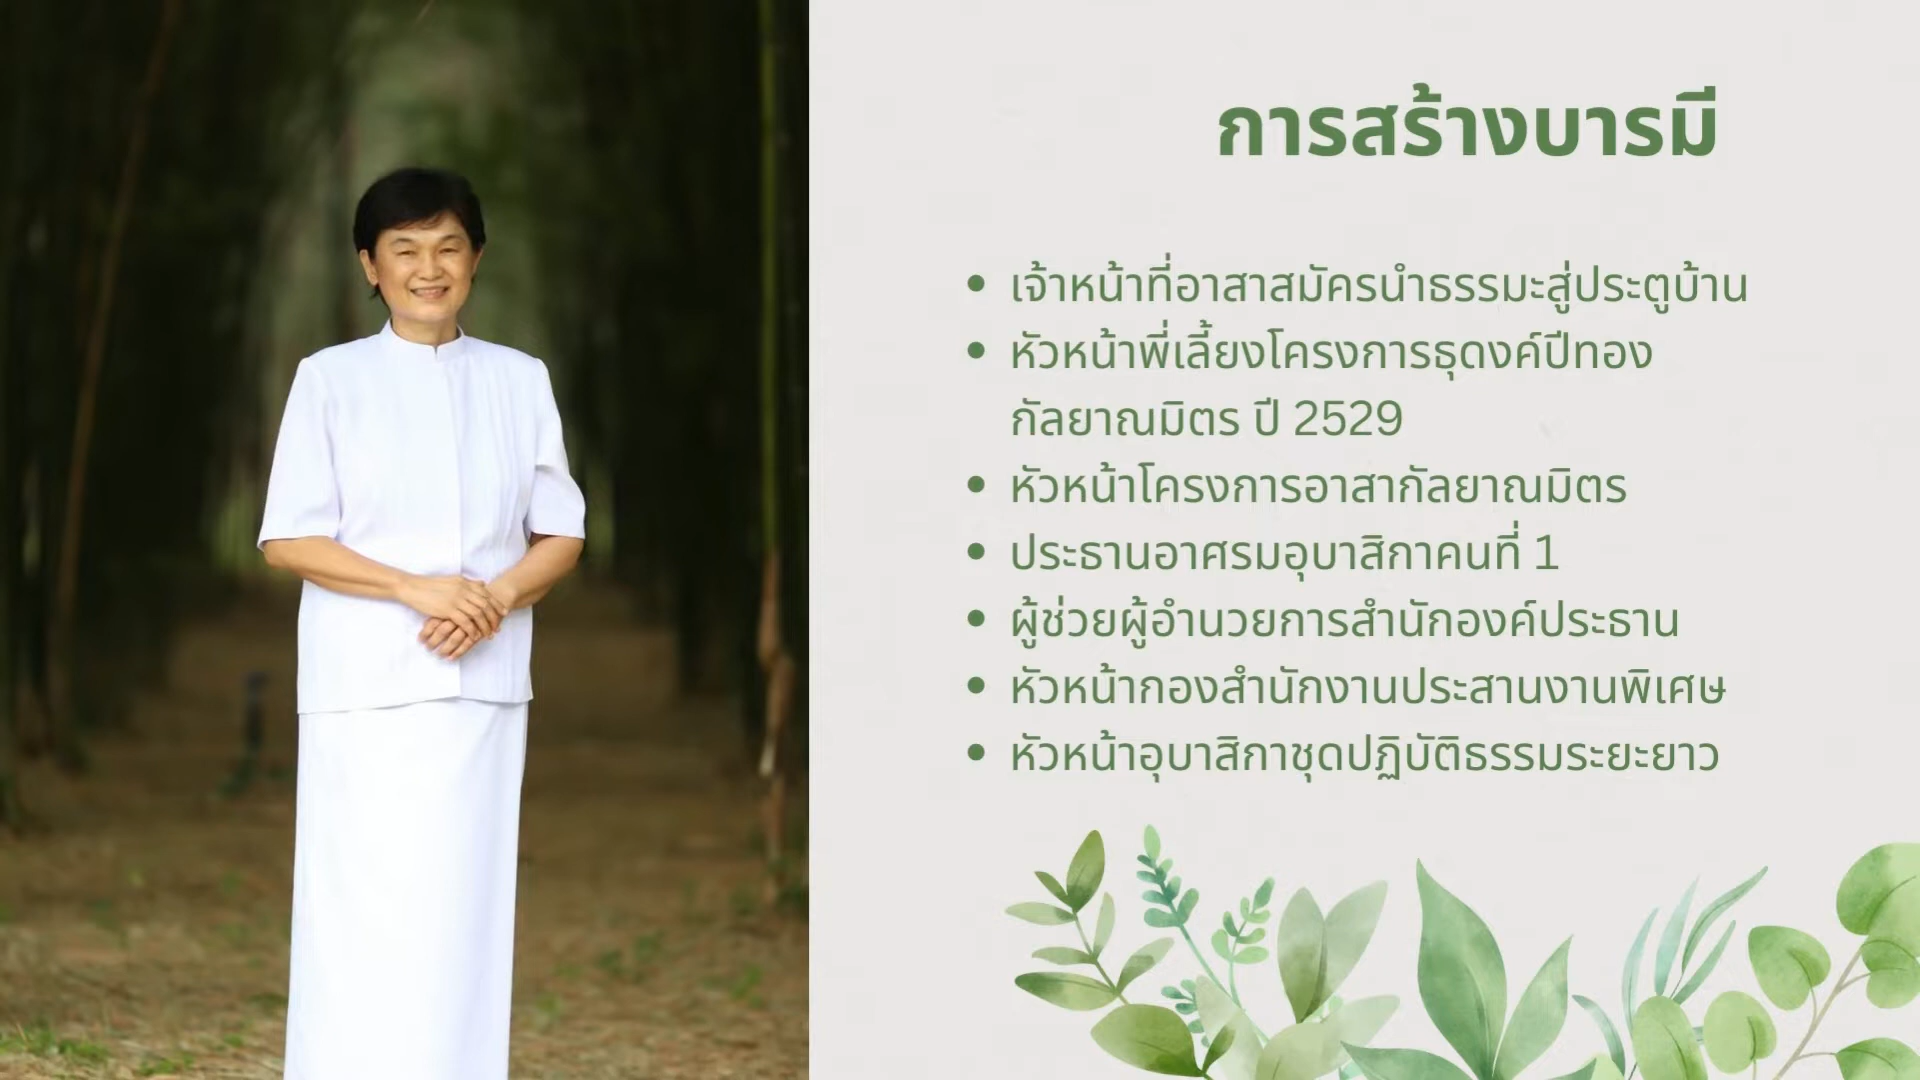 การสร้างบารมี
• เจ้าหน้าที่อาสาสมัครนำธรรมะสู่ประตูบ้าน
• หัวหน้าพี่เลี้ยงโครงการธุดงค์ปีทอง
กัลยาณมิตร ปี 2529
• หัวหน้าโครงการอาสากัลยาณมิตร
• ประธานอาศรมอุบาสิกาคนที่ 1
• ผู้ช่วยผู้อำนวยการสำนักองค์ประธาน
• หัวหน้ากองสำนักงานประสานงานพิเศษ
• หัวหน้าอุบาสิกาชุดปฏิบัติธรรมระยะยาว